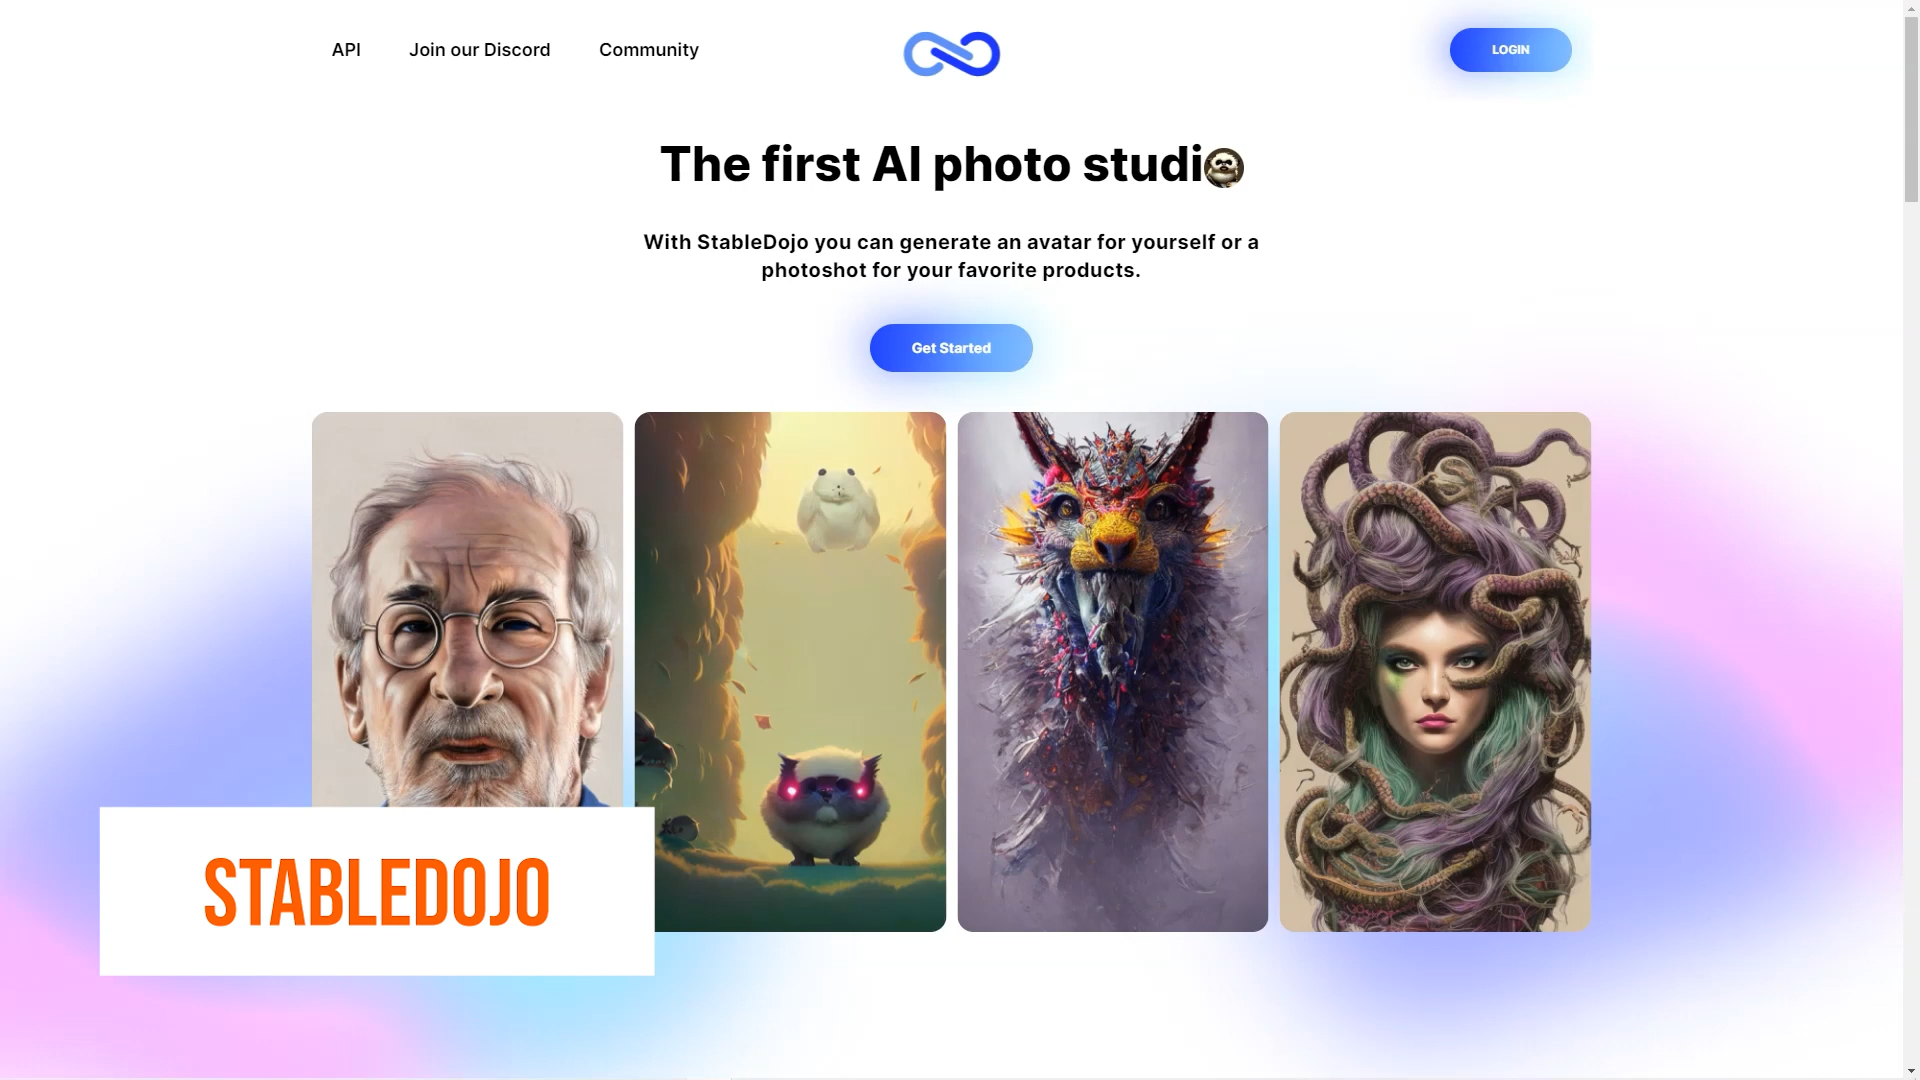 API
Join our Discord
Community
LOGIN
The first AI photo studi
With StableDojo you can generate an avatar for yourself or a
photoshot for your favorite products.
Get Started
STABLEDOJO